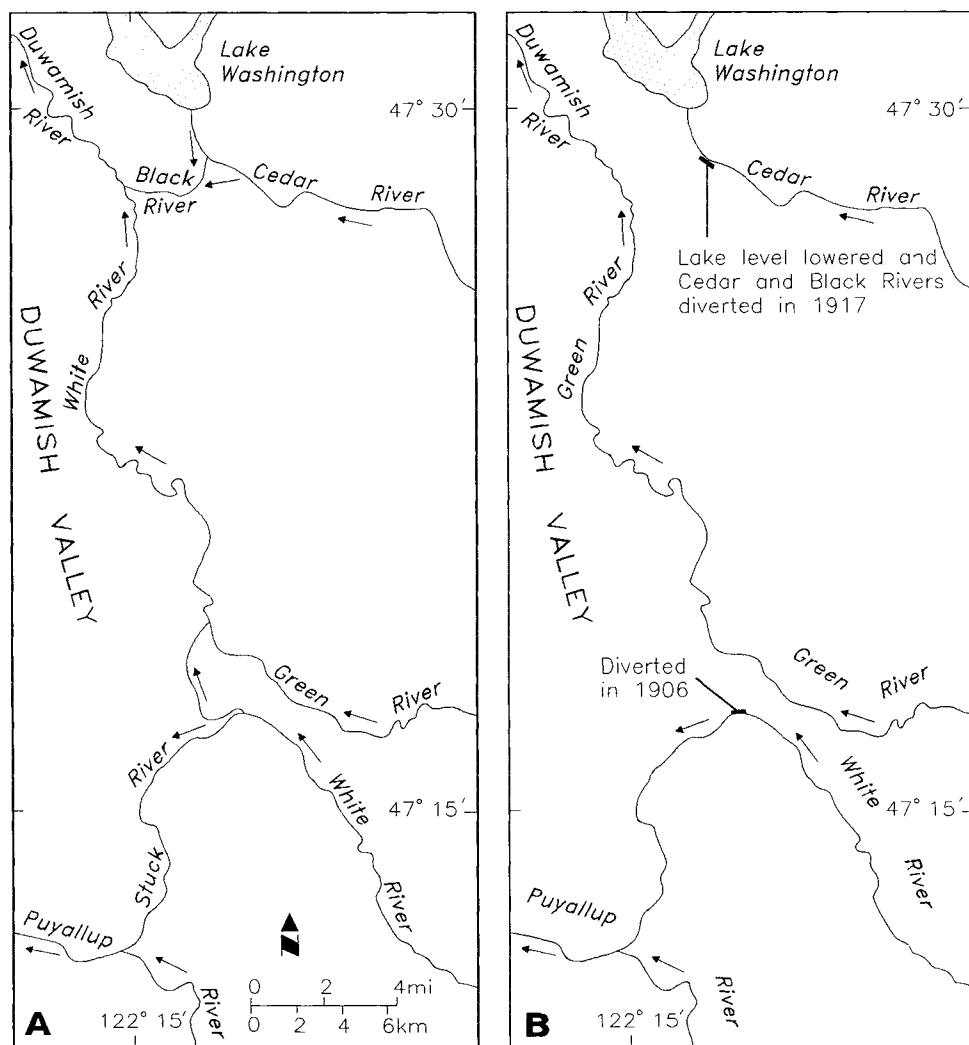 Duwamish
River
Lake
Washington
47° 30′
Black
River
Cedar
River
River
White
DUWAMISH
VALLEY
Green
River
River
White
47° 15′
Stuck
River
Puyallup
River
0 2 4mi
0 2 4 6km
A
122° 15′
Duwamish
River
Lake
Washington
47° 30′
Cedar
River
Lake level lowered and
Cedar and Black Rivers
diverted in 1917
River
Green
DUWAMISH
VALLEY
Diverted
in 1906
Green
River
White
47° 15′
River
Puyallup
River
B
122° 15′